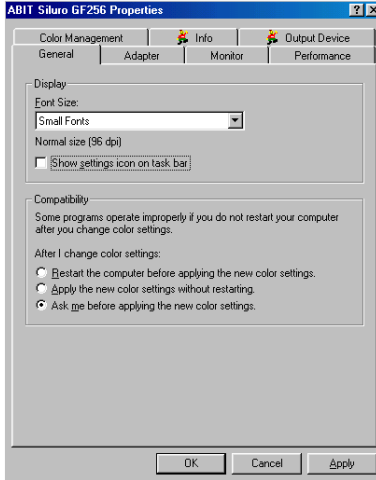 ABIT Siluro GF256 Properties
Color Management Info Output Device
General Adapter Monitor Performance
Display
Font Size:
Small Fonts
Normal size (96 dpi)
Show settings icon on task bar
Compatibility
Some programs operate improperly if you do not restart your computer
after you change color settings.
After I change color settings:
Restart the computer before applying the new color settings.
Apply the new color settings without restarting.
Ask me before applying the new color settings.
OK Cancel Apply